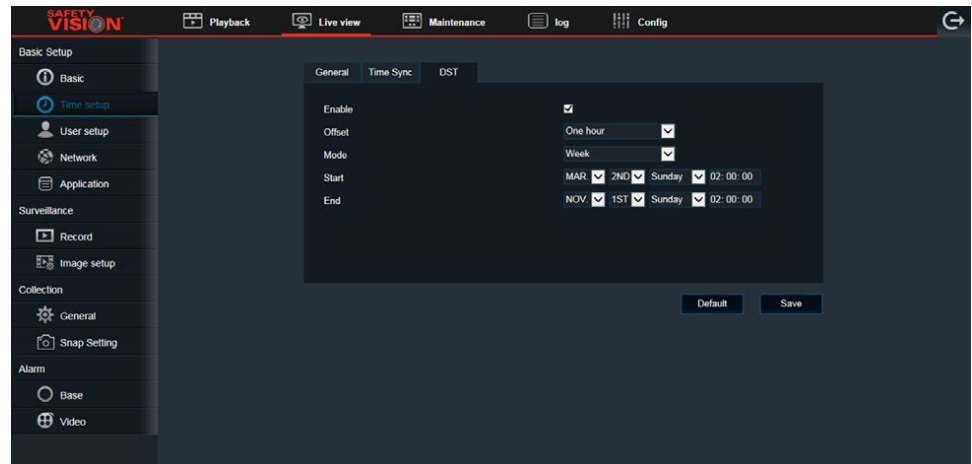 SAFETY VISION
Playback Live view Maintenance log Config
Basic Setup
Basic
Time setup
User setup
Network
Application
Surveillance
Record
Image setup
Collection
General
Snap Setting
Alarm
Base
Video
General Time Sync DST
Enable
Offset One hour
Mode Week
Start MAR. 2ND Sunday 02: 00: 00
End NOV. 1ST Sunday 02: 00: 00
Default Save